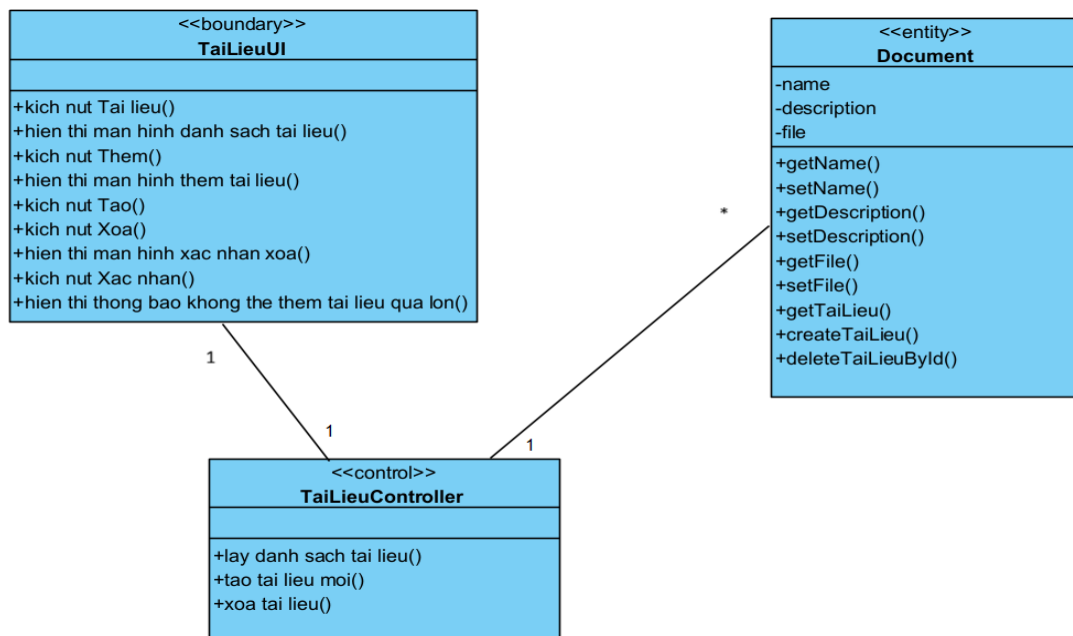 <<boundary>>
TaiLieuUI
+kich nut Tai lieu()
+hien thi man hinh danh sach tai lieu()
+kich nut Them()
+hien thi man hinh them tai lieu()
+kich nut Tao()
+kich nut Xoa()
+hien thi man hinh xac nhan xoa()
+kich nut Xac nhan()
+hien thi thong bao khong the them tai lieu qua lon()
<<entity>>
Document
-name
-description
-file
+getName()
+setName()
+getDescription()
+setDescription()
+getFile()
+setFile()
+getTaiLieu()
+createTaiLieu()
+deleteTaiLieuById()
*
1
1
1
<<control>>
TaiLieuController
+lay danh sach tai lieu()
+tao tai lieu moi()
+xoa tai lieu()